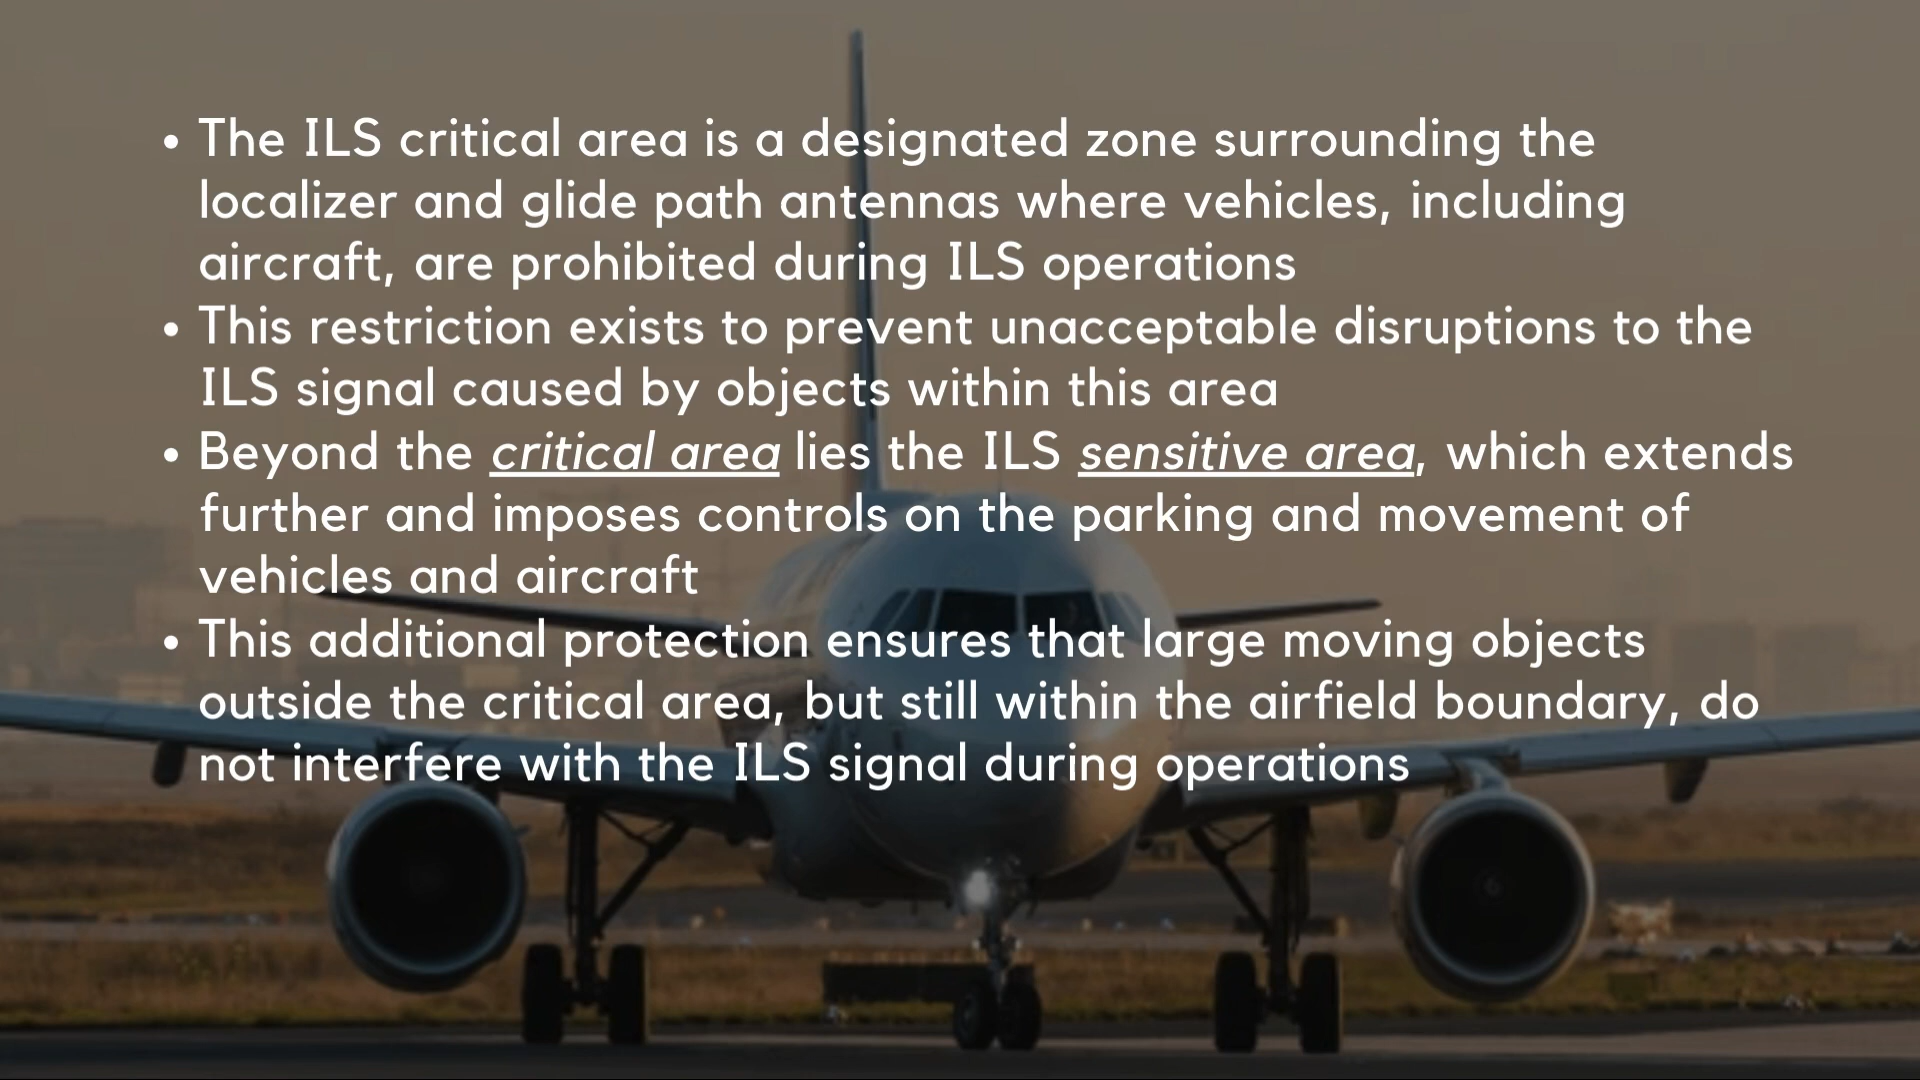 • The ILS critical area is a designated zone surrounding the
localizer and glide path antennas where vehicles, including
aircraft, are prohibited during ILS operations
• This restriction exists to prevent unacceptable disruptions to the
ILS signal caused by objects within this area
• Beyond the critical area lies the ILS sensitive area, which extends
further and imposes controls on the parking and movement of
vehicles and aircraft
• This additional protection ensures that large moving objects
outside the critical area, but still within the airfield boundary, do
not interfere with the ILS signal during operations